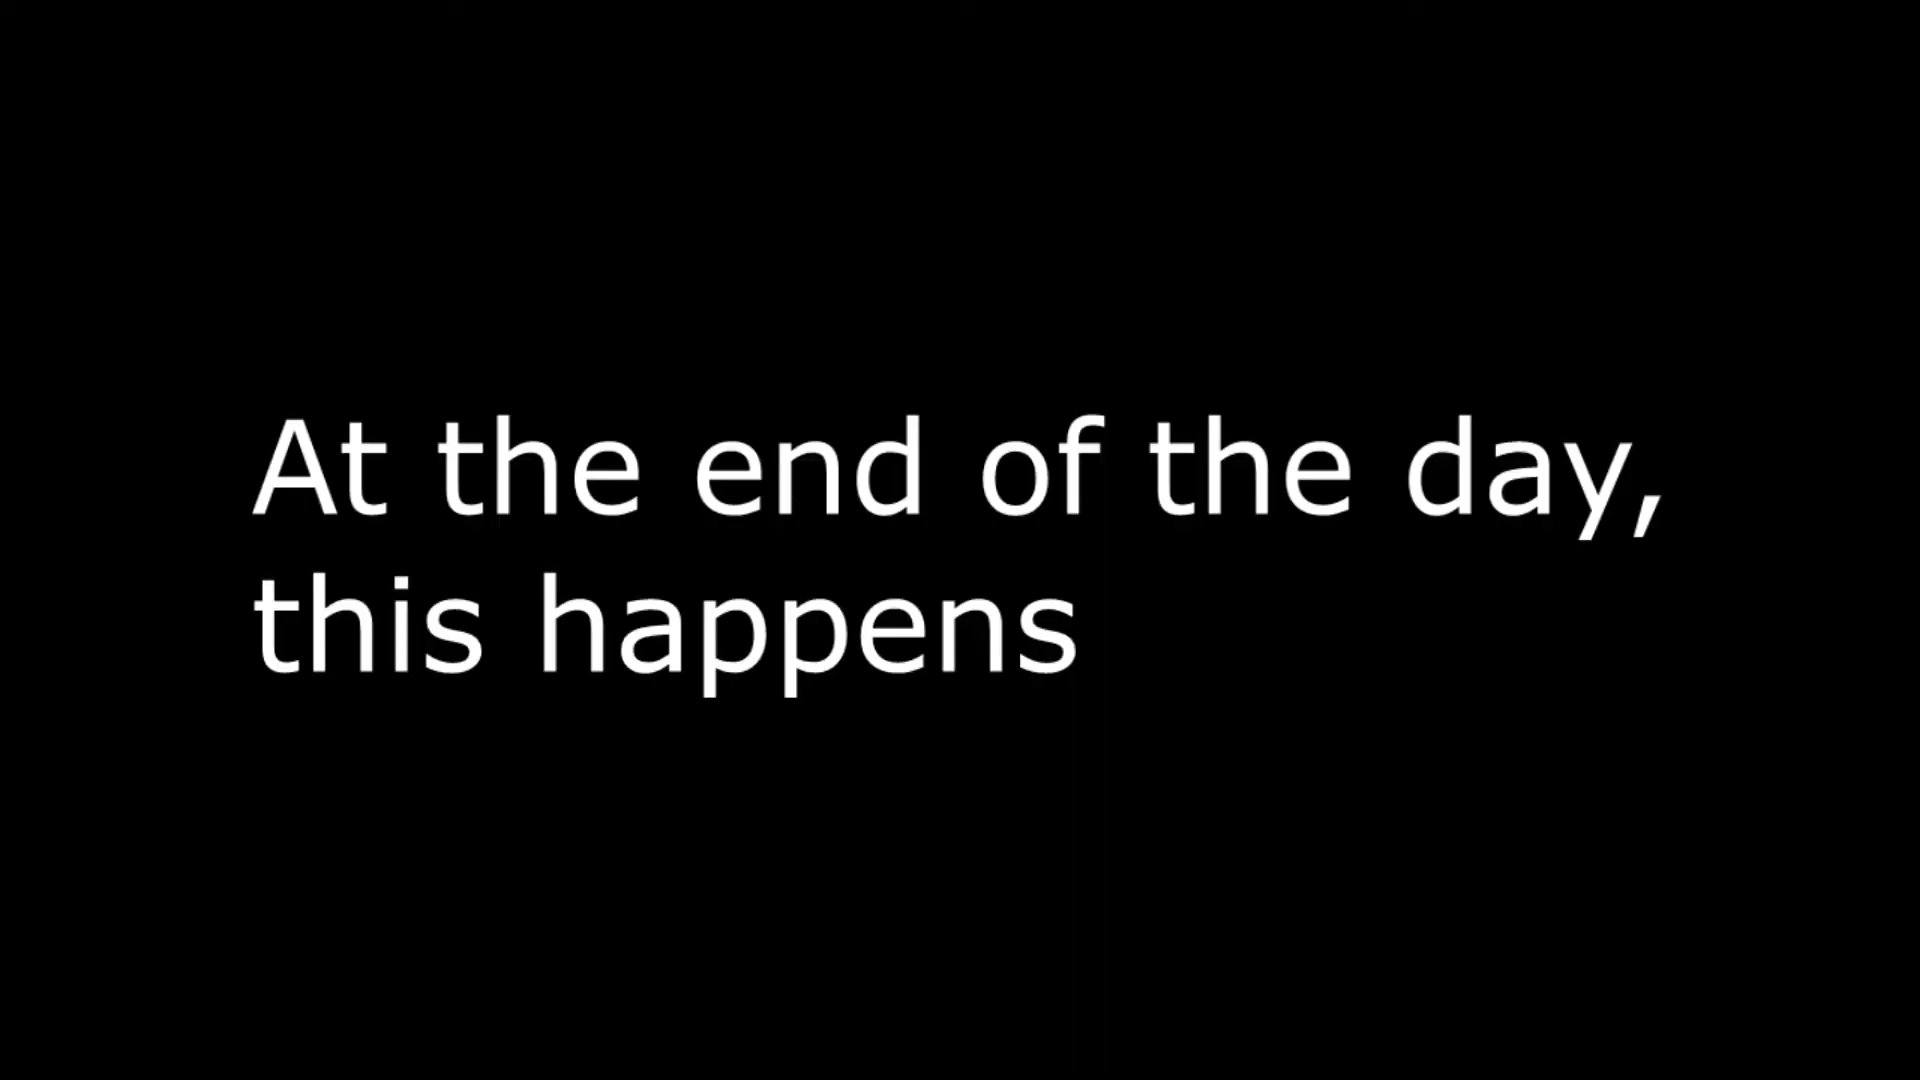 At the end of the day,
this happens